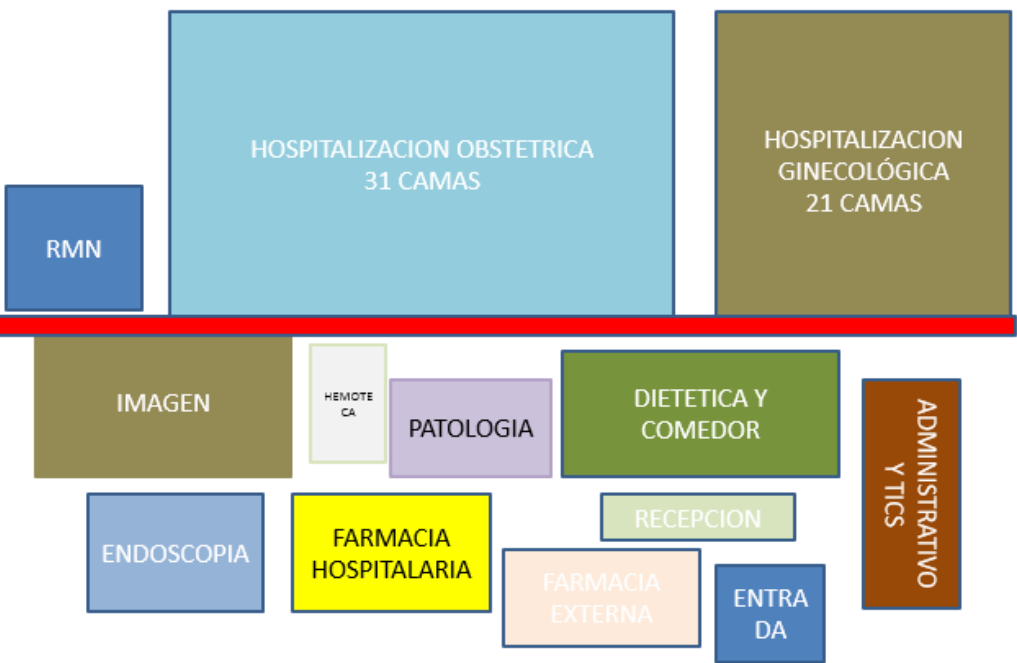 HOSPITALIZACION OBSTETRICA
31 CAMAS
HOSPITALIZACION
GINECOLÓGICA
21 CAMAS
RMN
IMAGEN
HEMOTE
CA
PATOLOGIA
DIETETICA Y
COMEDOR
ADMINISTRATIVO
Y TICS
ENDOSCOPIA
FARMACIA
HOSPITALARIA
RECEPCION
FARMACIA
EXTERNA
ENTRA
DA